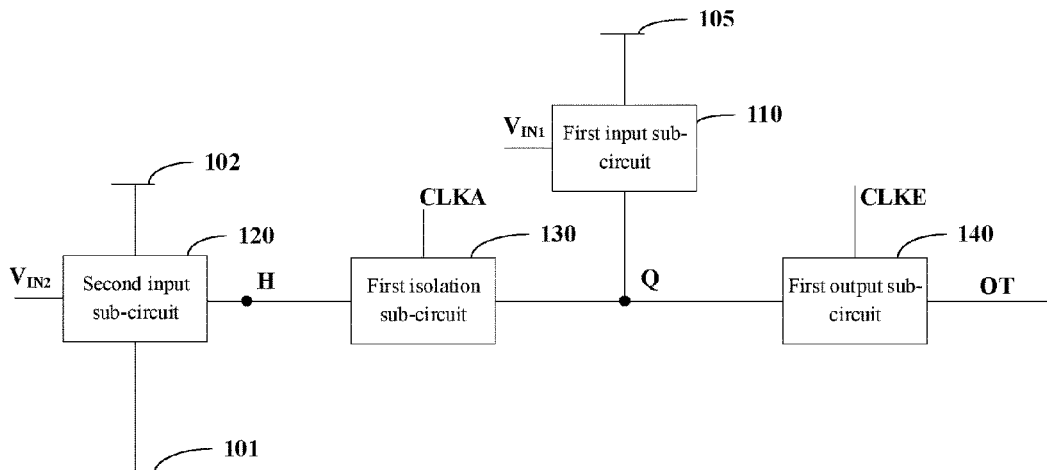 105
110
V_IN1
First input sub-
circuit
102
CLKA
CLKE
120
130
140
V_IN2
Second input
sub-circuit
H
First isolation
sub-circuit
Q
First output sub-
circuit
OT
101